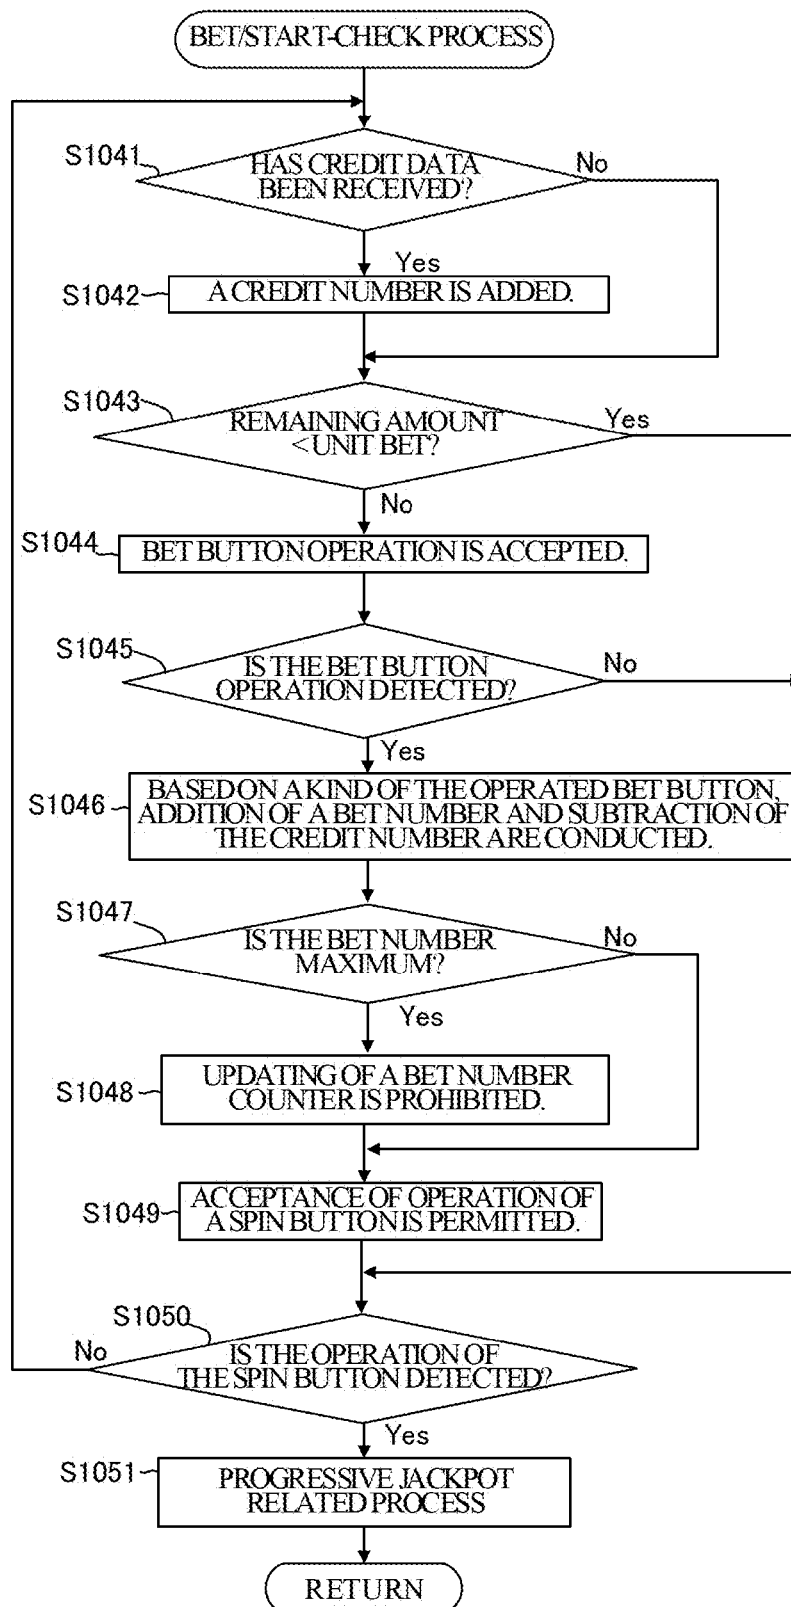 BET/START-CHECK PROCESS
S1041
HAS CREDIT DATA
BEEN RECEIVED?
No
Yes
S1042
A CREDIT NUMBER IS ADDED.
S1043
REMAINING AMOUNT
< UNIT BET?
Yes
No
S1044
BET BUTTON OPERATION IS ACCEPTED.
S1045
IS THE BET BUTTON
OPERATION DETECTED?
No
Yes
S1046
BASED ON A KIND OF THE OPERATED BET BUTTON,
ADDITION OF A BET NUMBER AND SUBTRACTION OF
THE CREDIT NUMBER ARE CONDUCTED.
S1047
IS THE BET NUMBER
MAXIMUM?
No
Yes
S1048
UPDATING OF A BET NUMBER
COUNTER IS PROHIBITED.
S1049
ACCEPTANCE OF OPERATION OF
A SPIN BUTTON IS PERMITTED.
S1050
No
IS THE OPERATION OF
THE SPIN BUTTON DETECTED?
Yes
S1051
PROGRESSIVE JACKPOT
RELATED PROCESS
RETURN